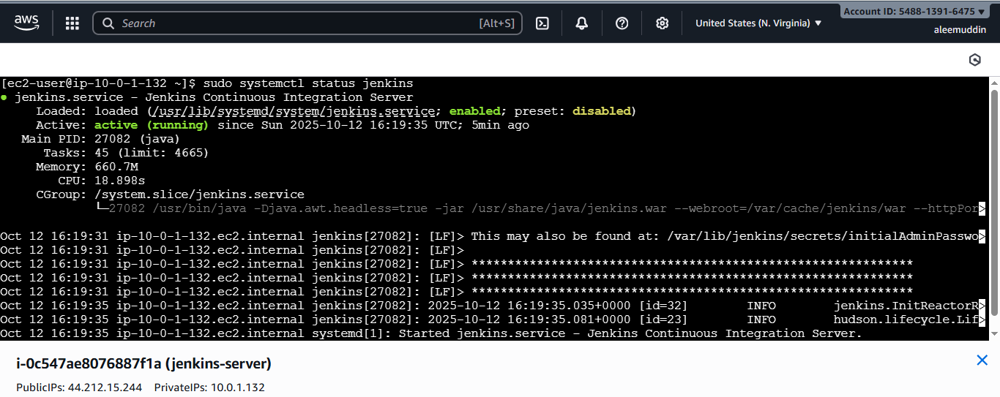 aws
Search [Alt+S]
United States (N. Virginia) ▼
Account ID: 5488-1391-6475 ▼
aleemuddin
[ec2-user@ip-10-0-1-132 ~]$ sudo systemctl status jenkins
● jenkins.service - Jenkins Continuous Integration Server
Loaded: loaded (/usr/lib/systemd/system/jenkins.service; enabled; preset: disabled)
Active: active (running) since Sun 2025-10-12 16:19:35 UTC; 5min ago
Main PID: 27082 (java)
Tasks: 45 (limit: 4665)
Memory: 660.7M
CPU: 18.898s
CGroup: /system.slice/jenkins.service
└─27082 /usr/bin/java -Djava.awt.headless=true -jar /usr/share/java/jenkins.war --webroot=/var/cache/jenkins/war --httpPor>
Oct 12 16:19:31 ip-10-0-1-132.ec2.internal jenkins[27082]: [LF]> This may also be found at: /var/lib/jenkins/secrets/initialAdminPasswo>
Oct 12 16:19:31 ip-10-0-1-132.ec2.internal jenkins[27082]: [LF]>
Oct 12 16:19:31 ip-10-0-1-132.ec2.internal jenkins[27082]: [LF]> *************************************************************
Oct 12 16:19:31 ip-10-0-1-132.ec2.internal jenkins[27082]: [LF]> *************************************************************
Oct 12 16:19:31 ip-10-0-1-132.ec2.internal jenkins[27082]: [LF]> *************************************************************
Oct 12 16:19:35 ip-10-0-1-132.ec2.internal jenkins[27082]: 2025-10-12 16:19:35.035+0000 [id=32] INFO jenkins.InitReactorR>
Oct 12 16:19:35 ip-10-0-1-132.ec2.internal jenkins[27082]: 2025-10-12 16:19:35.081+0000 [id=23] INFO hudson.lifecycle.Lif>
Oct 12 16:19:35 ip-10-0-1-132.ec2.internal systemd[1]: Started jenkins.service - Jenkins Continuous Integration Server.
i-0c547ae8076887f1a (jenkins-server)
PublicIPs: 44.212.15.244 PrivateIPs: 10.0.1.132